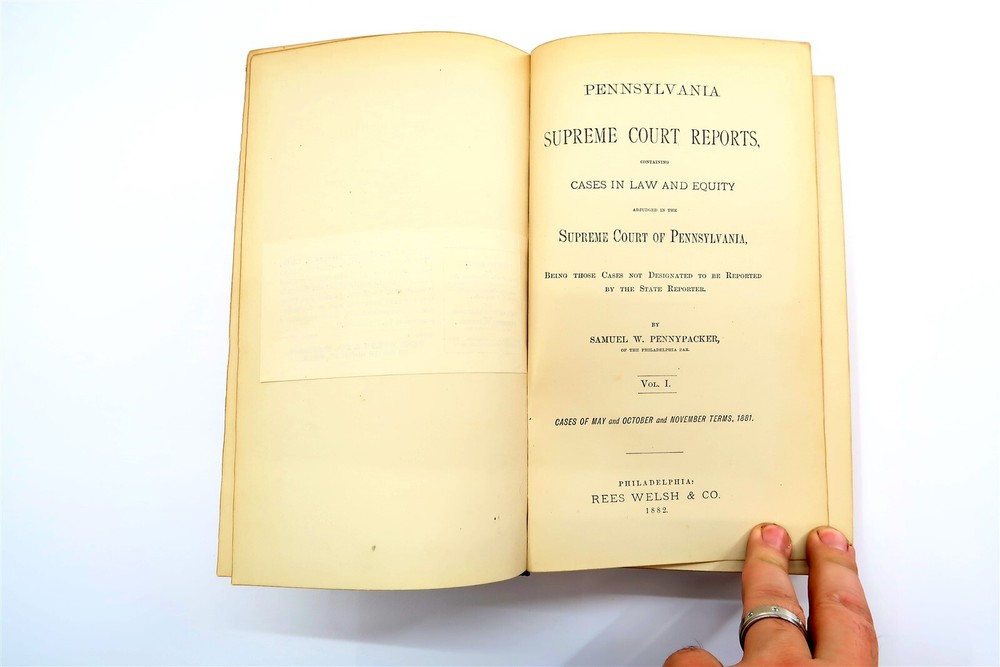 PENNSYLVANIA
SUPREME COURT REPORTS,
CONTAINING
CASES IN LAW AND EQUITY
ADJUDGED IN THE
SUPREME COURT OF PENNSYLVANIA,
BEING THOSE CASES NOT DESIGNATED TO BE REPORTED
BY THE STATE REPORTER.
BY
SAMUEL W. PENNYPACKER,
OF THE PHILADELPHIA BAR.
VOL. I.
CASES OF MAY and OCTOBER and NOVEMBER TERMS, 1881.
PHILADELPHIA:
REES WELSH & CO.
1882.